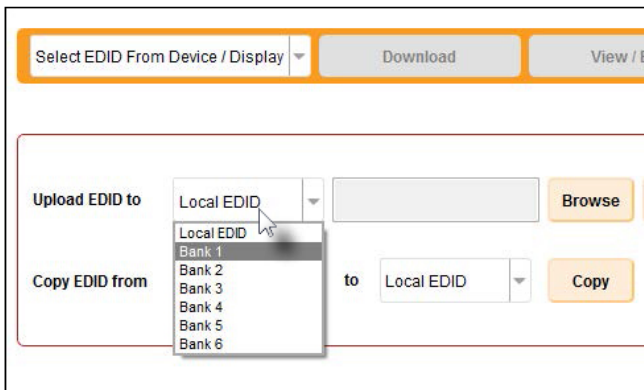 Select EDID From Device / Display
Download
View /
Upload EDID to
Local EDID
Browse
Local EDID
Bank 1
Bank 2
Bank 3
Bank 4
Bank 5
Bank 6
Copy EDID from
to
Local EDID
Copy